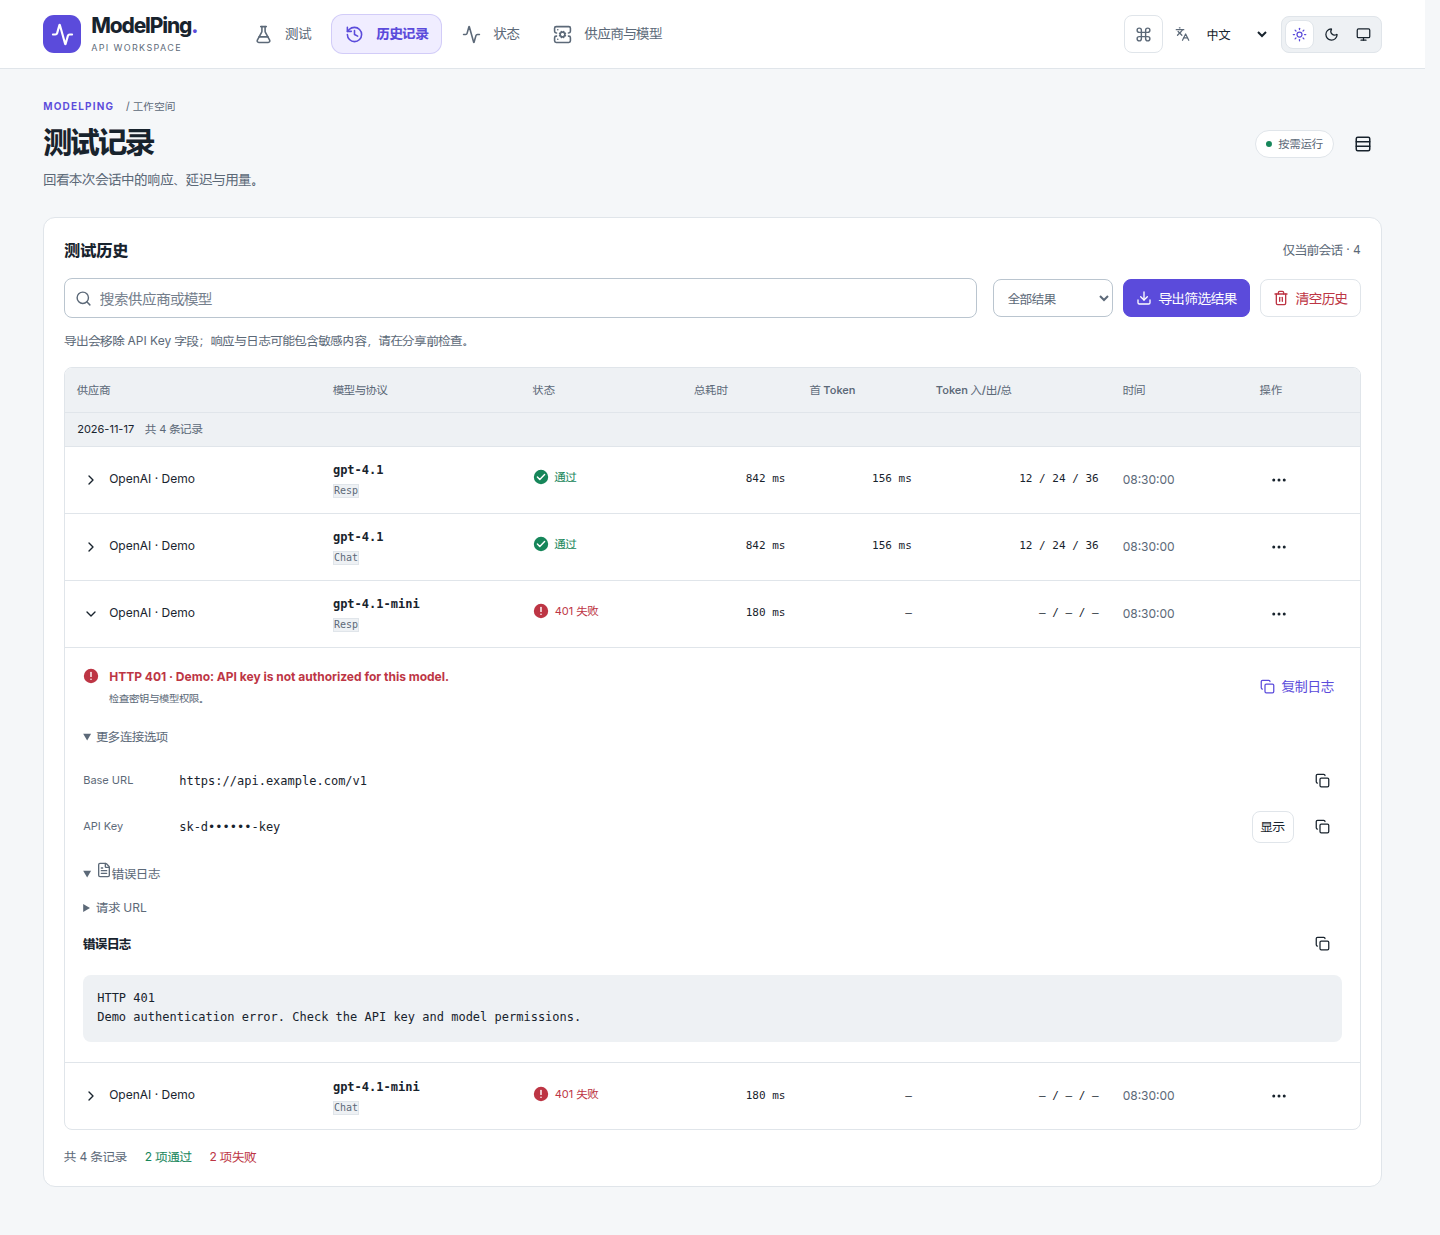 ModelPing.
API WORKSPACE
测试
历史记录
状态
供应商与模型
中文
MODELPING / 工作空间
测试记录
按需运行
回看本次会话中的响应、延迟与用量。
测试历史
仅当前会话 · 4
搜索供应商或模型
全部结果
导出筛选结果
清空历史
导出会移除 API Key 字段；响应与日志可能包含敏感内容，请在分享前检查。
供应商 模型与协议 状态 总耗时 首 Token Token 入/出/总 时间 操作
2026-11-17 共 4 条记录
OpenAI · Demo gpt-4.1 通过 842 ms 156 ms 12 / 24 / 36 08:30:00
Resp
OpenAI · Demo gpt-4.1 通过 842 ms 156 ms 12 / 24 / 36 08:30:00
Chat
OpenAI · Demo gpt-4.1-mini 401 失败 180 ms — — / — / — 08:30:00
Resp
HTTP 401 · Demo: API key is not authorized for this model.
检查密钥与模型权限。
复制日志
更多连接选项
Base URL https://api.example.com/v1
API Key sk-d••••••-key 显示
错误日志
请求 URL
错误日志
HTTP 401
Demo authentication error. Check the API key and model permissions.
OpenAI · Demo gpt-4.1-mini 401 失败 180 ms — — / — / — 08:30:00
Chat
共 4 条记录 2 项通过 2 项失败